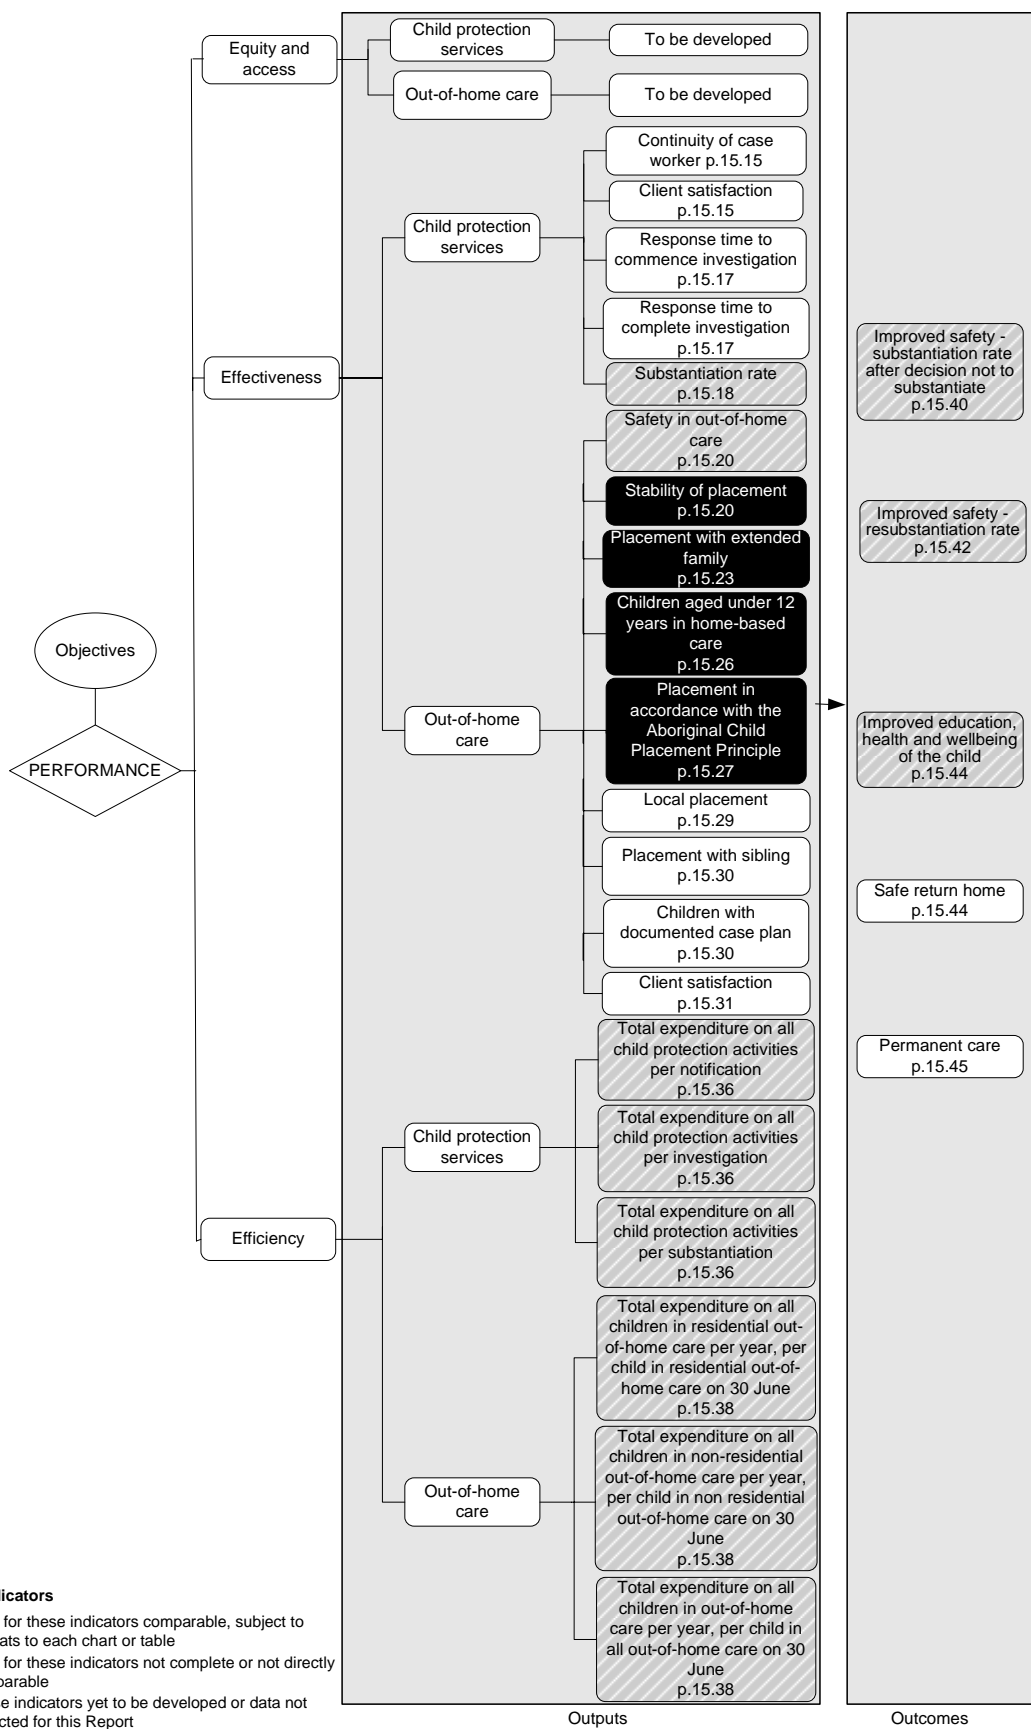 Equity and
access
Child protection
services
To be developed
Out-of-home care
To be developed
Effectiveness
Child protection
services
Continuity of case
worker p.15.15
Client satisfaction
p.15.15
Response time to
commence investigation
p.15.17
Response time to
complete investigation
p.15.17
Substantiation rate
p.15.18
Out-of-home
care
Safety in out-of-home
care
p.15.20
Stability of placement
p.15.20
Placement with extended
family
p.15.23
Children aged under 12
years in home-based
care
p.15.26
Placement in
accordance with the
Aboriginal Child
Placement Principle
p.15.27
Local placement
p.15.29
Placement with sibling
p.15.30
Children with
documented case plan
p.15.30
Client satisfaction
p.15.31
Objectives
PERFORMANCE
Efficiency
Child protection
services
Total expenditure on all
child protection activities
per notification
p.15.36
Total expenditure on all
child protection activities
per investigation
p.15.36
Total expenditure on all
child protection activities
per substantiation
p.15.36
Out-of-home
care
Total expenditure on all
children in residential out-
of-home care per year, per
child in residential out-of-
home care on 30 June
p.15.38
Total expenditure on all
children in non-residential
out-of-home care per year,
per child in non residential
out-of-home care on 30
June
p.15.38
Total expenditure on all
children in out-of-home
care per year, per child in
all out-of-home care on 30
June
p.15.38
Improved safety -
substantiation rate
after decision not to
substantiate
p.15.40
Improved safety -
resubstantiation rate
p.15.42
Improved education,
health and wellbeing
of the child
p.15.44
Safe return home
p.15.44
Permanent care
p.15.45
for these indicators comparable, subject to
to each chart or table
for these indicators not complete or not directly
indicators yet to be developed or data not
for this Report
Outputs
Outcomes